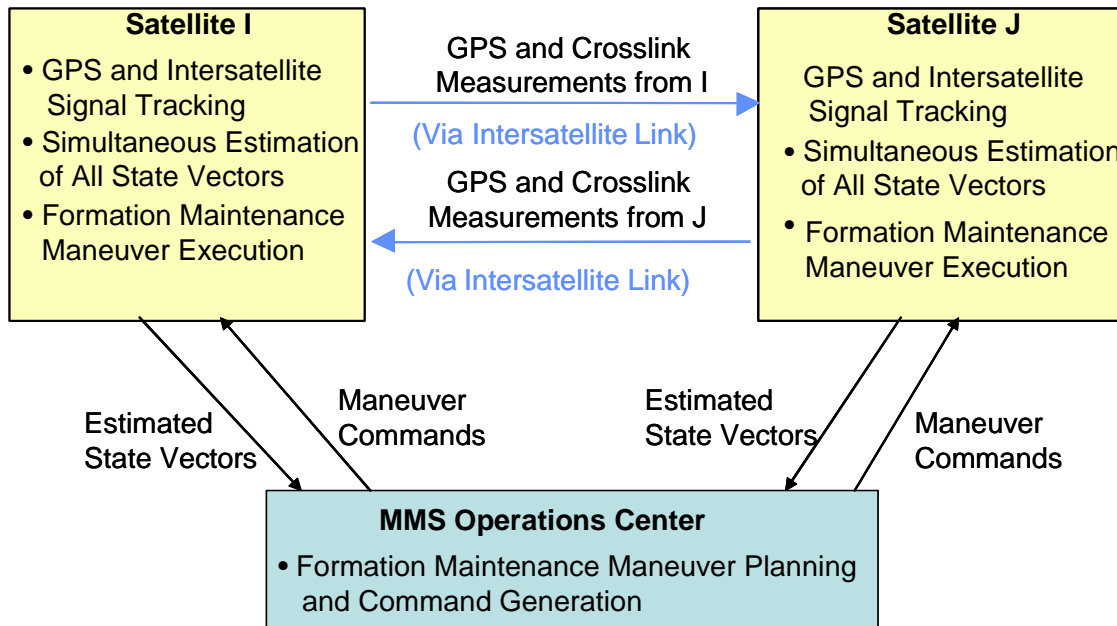 Satellite I
• GPS and Intersatellite
Signal Tracking
• Simultaneous Estimation
of All State Vectors
• Formation Maintenance
Maneuver Execution
GPS and Crosslink
Measurements from I
(Via Intersatellite Link)
GPS and Crosslink
Measurements from J
(Via Intersatellite Link)
Satellite J
GPS and Intersatellite
Signal Tracking
• Simultaneous Estimation
of All State Vectors
• Formation Maintenance
Maneuver Execution
Estimated
State Vectors
Maneuver
Commands
Estimated
State Vectors
Maneuver
Commands
MMS Operations Center
• Formation Maintenance Maneuver Planning
and Command Generation